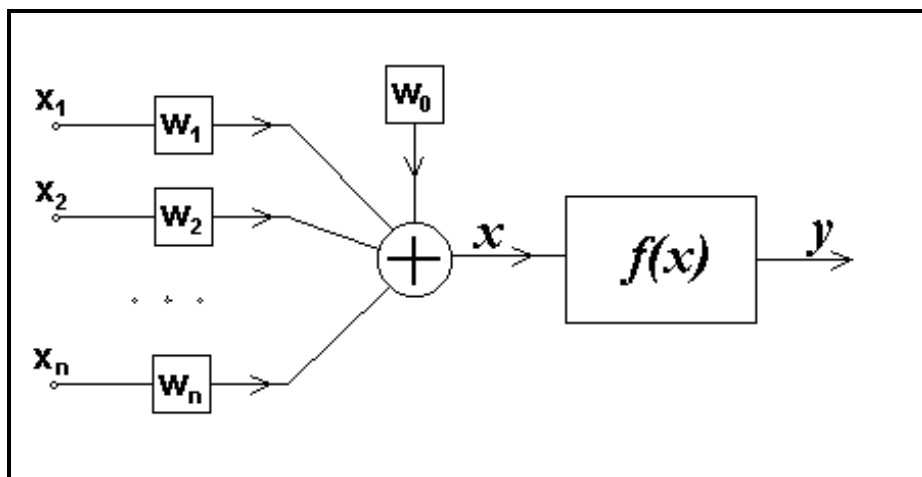 x₁
w₁
w₀
x₂
w₂
+
x
f(x)
y
. . .
xₙ
wₙ